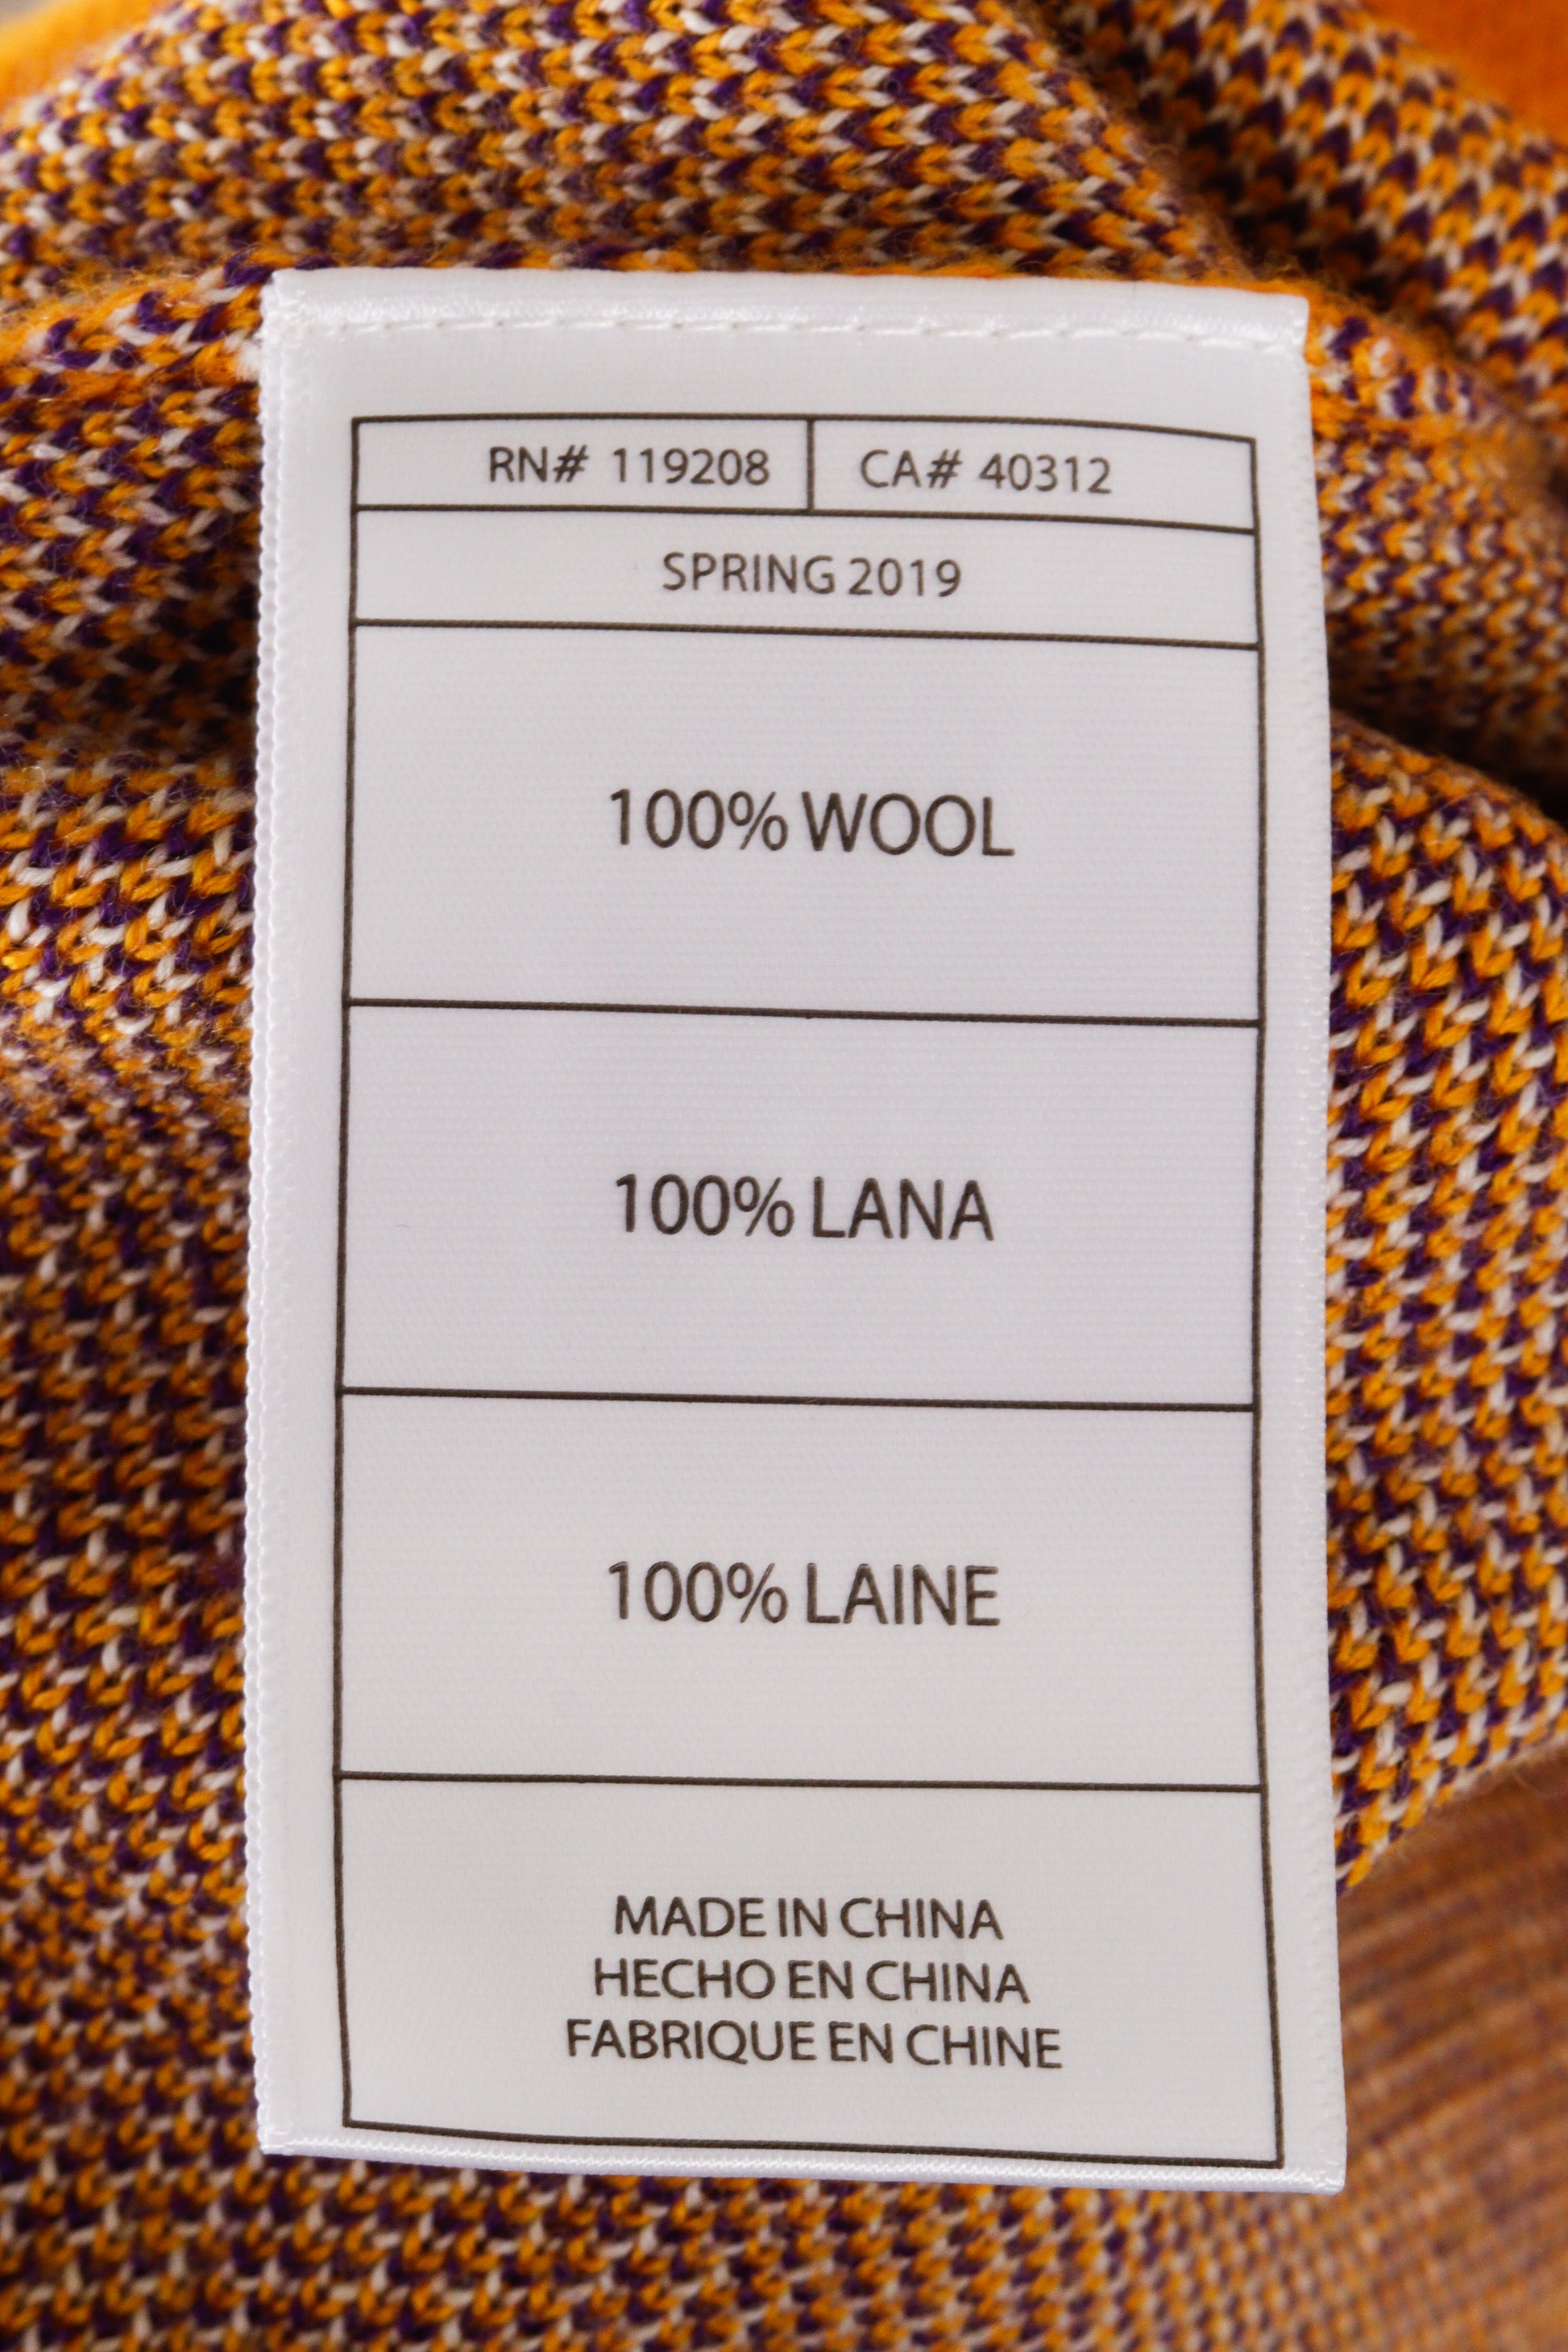 RN# 119208 CA# 40312
SPRING 2019
100% WOOL
100% LANA
100% LAINE
MADE IN CHINA
HECHO EN CHINA
FABRIQUE EN CHINE